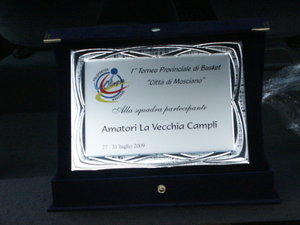 1° Torneo Provinciale di Basket
"Città di Mosciano"
Alla squadra partecipante
Amatori La Vecchia Campli
27 - 31 luglio 2009